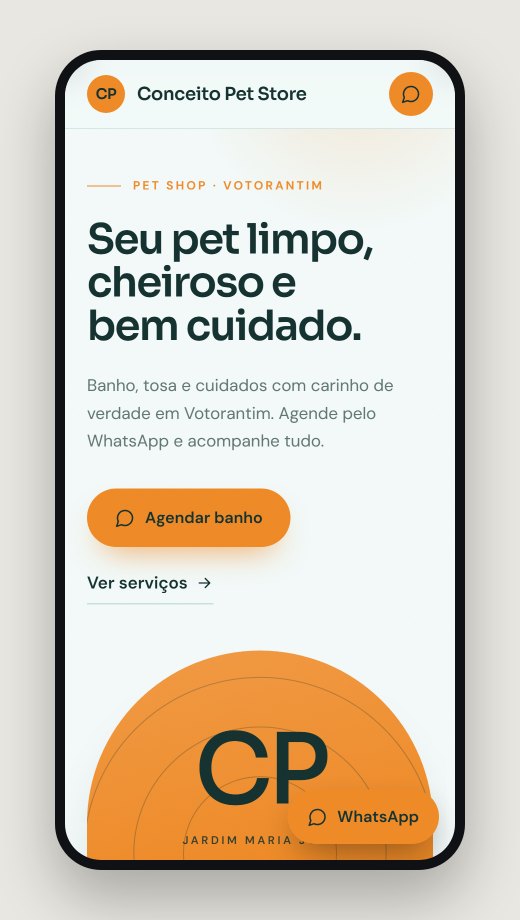 CP Conceito Pet Store
PET SHOP · VOTORANTIM
Seu pet limpo,
cheiroso e
bem cuidado.
Banho, tosa e cuidados com carinho de
verdade em Votorantim. Agende pelo
WhatsApp e acompanhe tudo.
Agendar banho
Ver serviços →
CP
WhatsApp
JARDIM MARIA